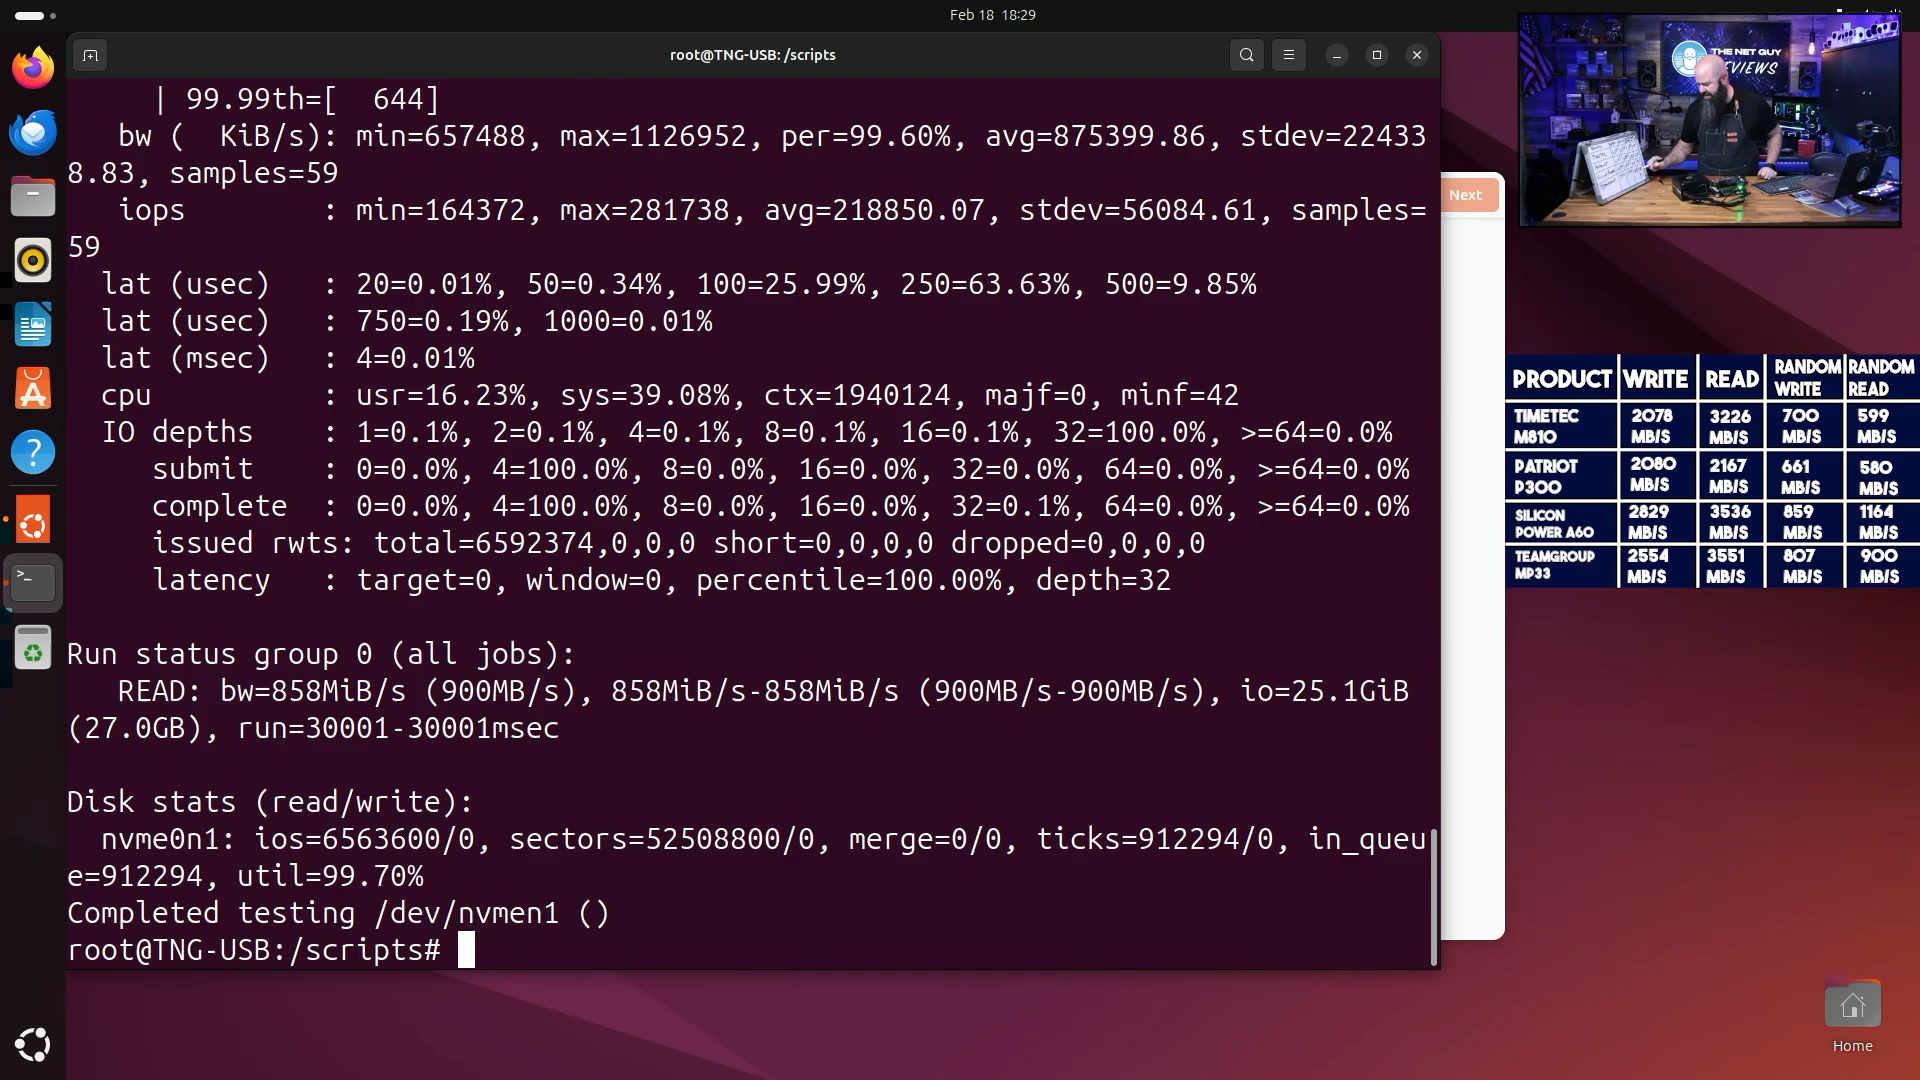 Feb 18 18:29
root@TNG-USB: /scripts
| 99.99th=[ 644]
bw ( KiB/s): min=657488, max=1126952, per=99.60%, avg=875399.86, stdev=22433
8.83, samples=59
iops : min=164372, max=281738, avg=218850.07, stdev=56084.61, samples=
59
lat (usec) : 20=0.01%, 50=0.34%, 100=25.99%, 250=63.63%, 500=9.85%
lat (usec) : 750=0.19%, 1000=0.01%
lat (msec) : 4=0.01%
cpu : usr=16.23%, sys=39.08%, ctx=1940124, majf=0, minf=42
IO depths : 1=0.1%, 2=0.1%, 4=0.1%, 8=0.1%, 16=0.1%, 32=100.0%, >=64=0.0%
submit : 0=0.0%, 4=100.0%, 8=0.0%, 16=0.0%, 32=0.0%, 64=0.0%, >=64=0.0%
complete : 0=0.0%, 4=100.0%, 8=0.0%, 16=0.0%, 32=0.1%, 64=0.0%, >=64=0.0%
issued rwts: total=6592374,0,0,0 short=0,0,0,0 dropped=0,0,0,0
latency : target=0, window=0, percentile=100.00%, depth=32
Run status group 0 (all jobs):
READ: bw=858MiB/s (900MB/s), 858MiB/s-858MiB/s (900MB/s-900MB/s), io=25.1GiB
(27.0GB), run=30001-30001msec
Disk stats (read/write):
nvme0n1: ios=6563600/0, sectors=52508800/0, merge=0/0, ticks=912294/0, in_queu
e=912294, util=99.70%
Completed testing /dev/nvmen1 ()
root@TNG-USB:/scripts#
Next
THE NET GUY
PRODUCT WRITE READ RANDOM WRITE RANDOM READ
TIMETEC M810 2078 MB/S 3226 MB/S 700 MB/S 599 MB/S
PATRIOT P300 2080 MB/S 2167 MB/S 661 MB/S 580 MB/S
SILICON POWER A60 2829 MB/S 3536 MB/S 859 MB/S 1164 MB/S
TEAMGROUP MP33 2554 MB/S 3551 MB/S 807 MB/S 900 MB/S
Home